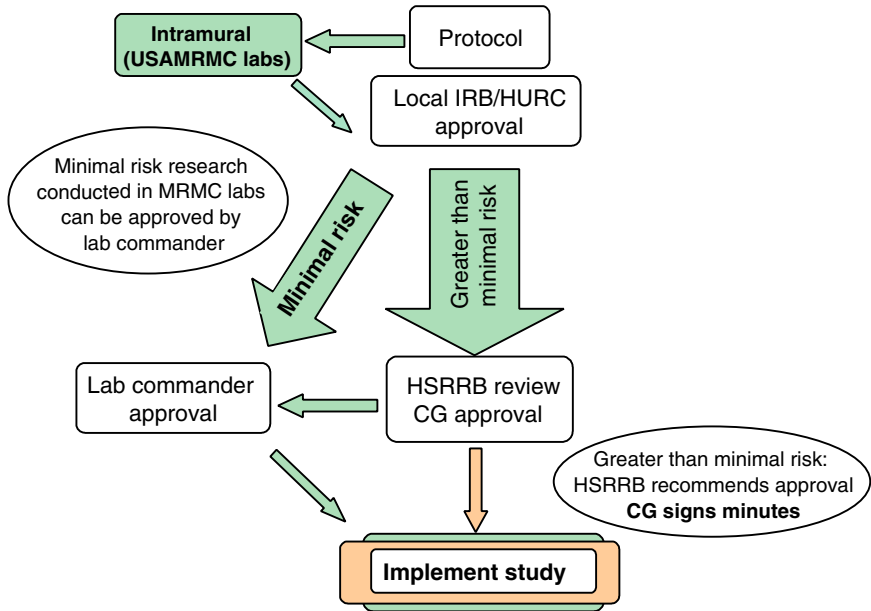 Intramural
(USAMRMC labs)
Protocol
Local IRB/HURC
approval
Minimal risk research
conducted in MRMC labs
can be approved by
lab commander
Minimal risk
Greater than
minimal risk
Lab commander
approval
HSRRB review
CG approval
Greater than minimal risk:
HSRRB recommends approval
CG signs minutes
Implement study